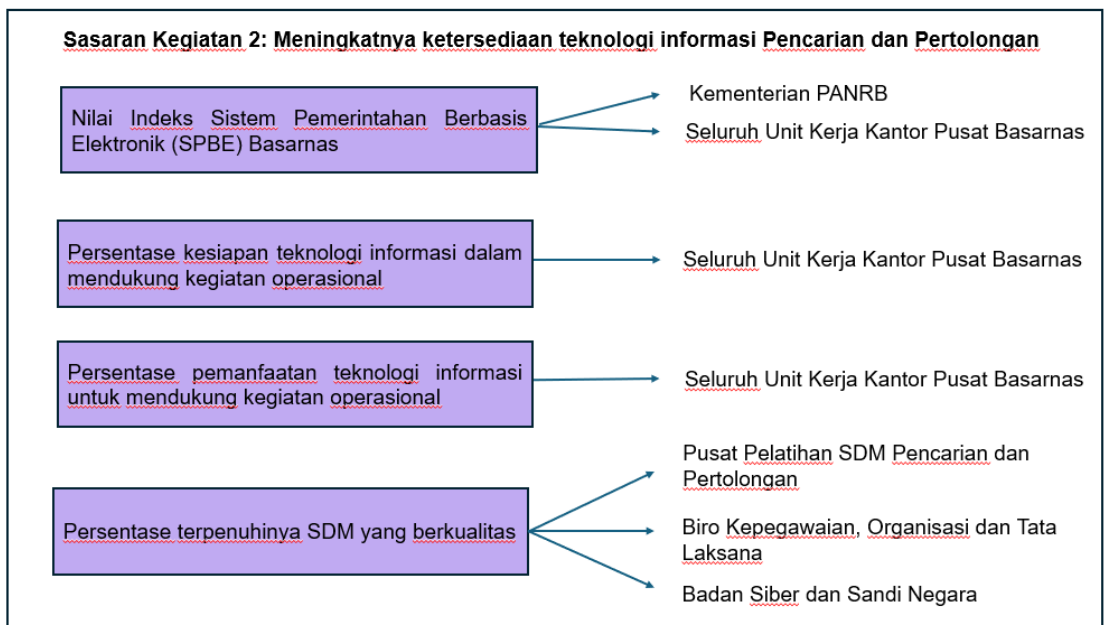 Sasaran Kegiatan 2: Meningkatnya ketersediaan teknologi informasi Pencarian dan Pertolongan
Nilai Indeks Sistem Pemerintahan Berbasis
Elektronik (SPBE) Basarnas
Kementerian PANRB
Seluruh Unit Kerja Kantor Pusat Basarnas
Persentase kesiapan teknologi informasi dalam
mendukung kegiatan operasional
Seluruh Unit Kerja Kantor Pusat Basarnas
Persentase pemanfaatan teknologi informasi
untuk mendukung kegiatan operasional
Seluruh Unit Kerja Kantor Pusat Basarnas
Persentase terpenuhinya SDM yang berkualitas
Pusat Pelatihan SDM Pencarian dan
Pertolongan
Biro Kepegawaian, Organisasi dan Tata
Laksana
Badan Siber dan Sandi Negara